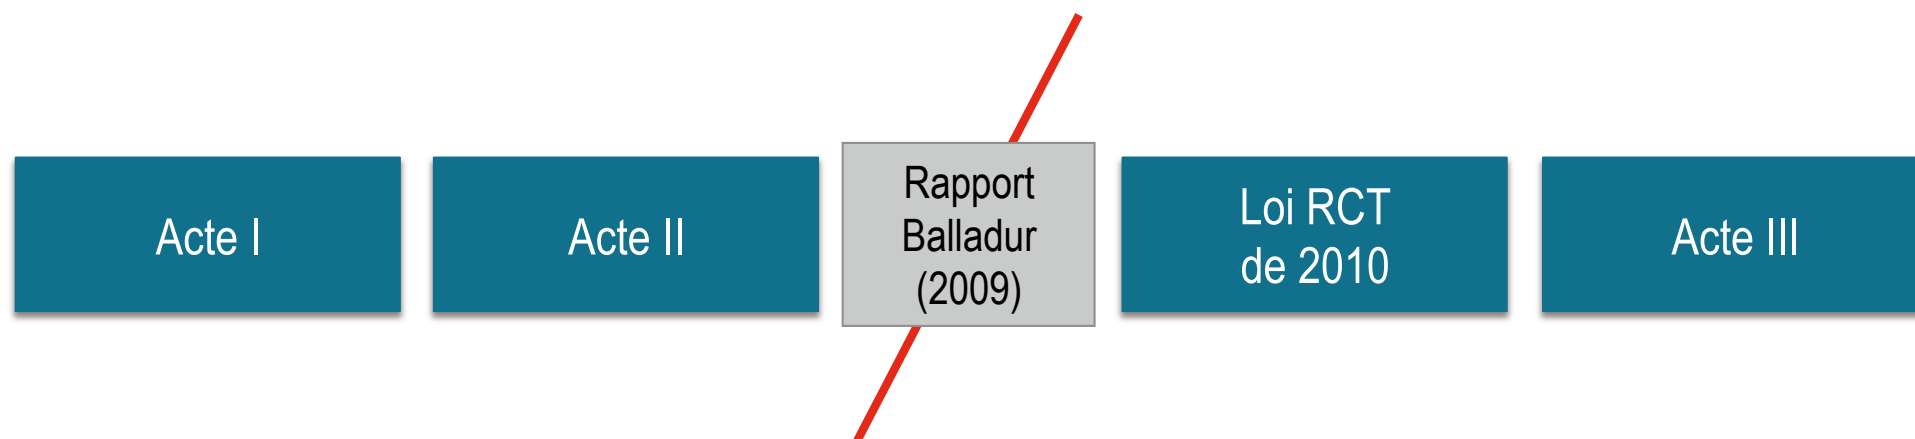 Acte I
Acte II
Rapport
Balladur
(2009)
Loi RCT
de 2010
Acte III